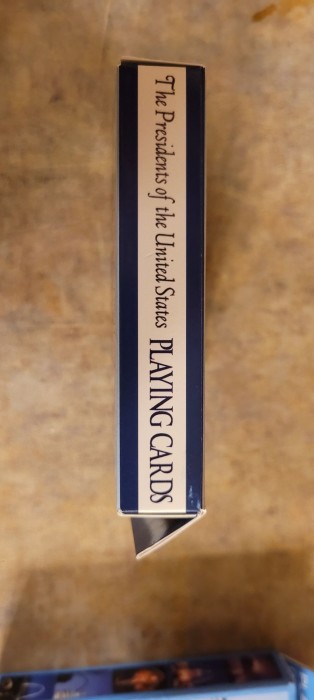 The Presidents of the United States PLAYING CARDS